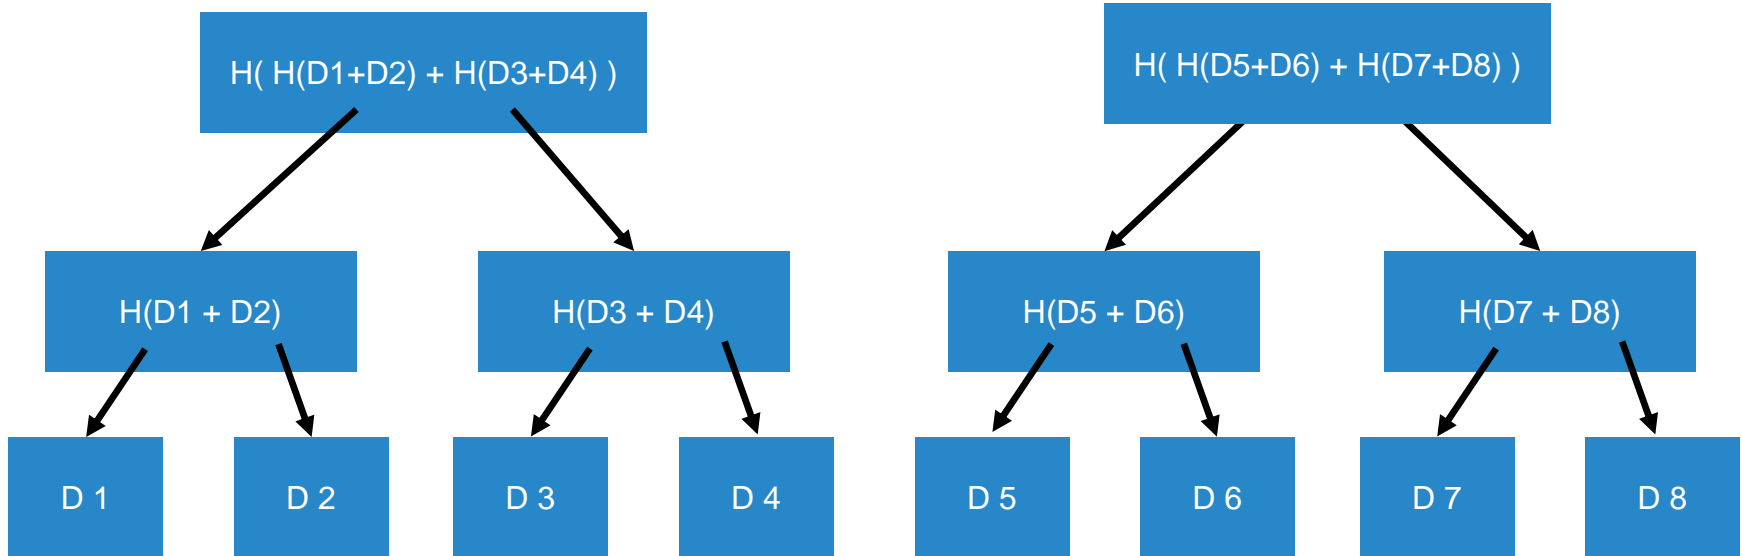 H( H(D1+D2) + H(D3+D4) )
H( H(D5+D6) + H(D7+D8) )
H(D1 + D2)
H(D3 + D4)
H(D5 + D6)
H(D7 + D8)
D 1
D 2
D 3
D 4
D 5
D 6
D 7
D 8